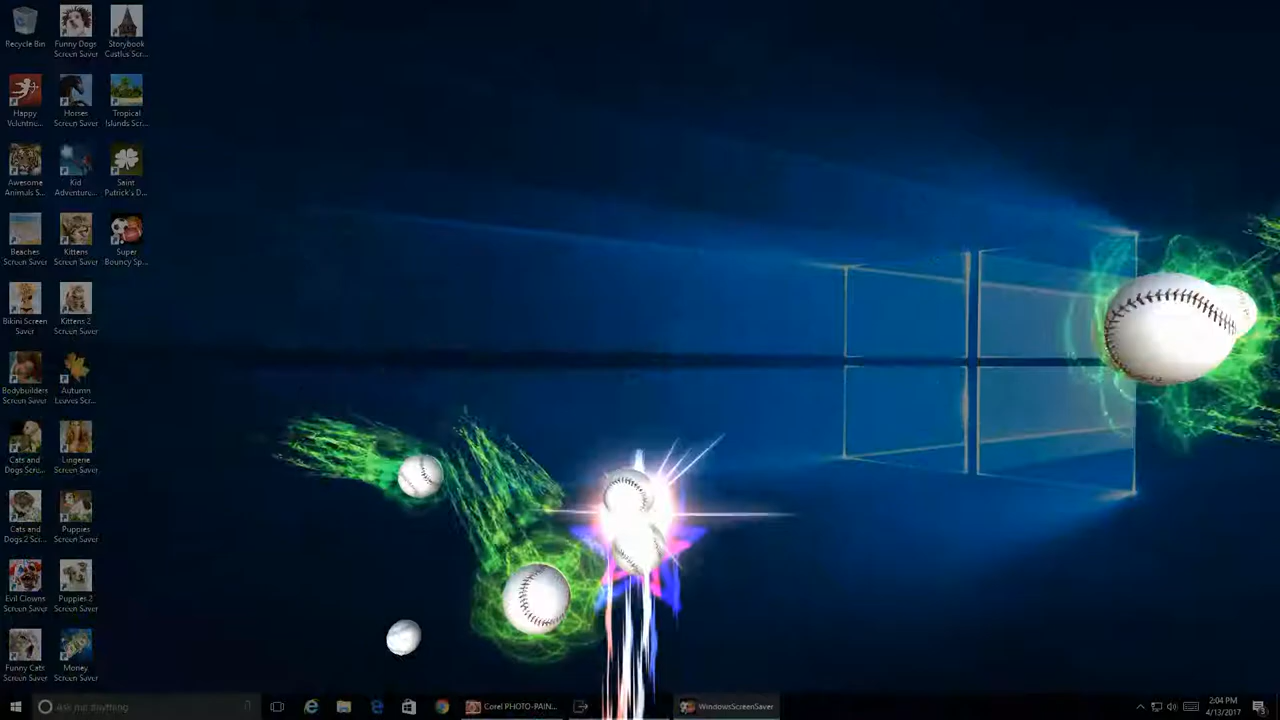 Recycle Bin
Funny Dogs
Screen Saver
Storybook
Castles Scr...
Happy
Valentine...
Horses
Screen Saver
Tropical
Islands Scr...
Awesome
Animals S...
Kid
Adventure...
Saint
Patrick's D...
Beaches
Screen Saver
Kittens
Screen Saver
Super
Bouncy Sp...
Bikini Screen
Saver
Kittens 2
Screen Saver
Bodybuilders
Screen Saver
Autumn
Leaves Scr...
Cats and
Dogs Scre...
Lingerie
Screen Saver
Cats and
Dogs 2 Scr...
Puppies
Screen Saver
Evil Clowns
Screen Saver
Puppies 2
Screen Saver
Funny Cats
Screen Saver
Money
Screen Saver
Ask me anything
Corel PHOTO-PAIN...
WindowsScreenSaver
2:04 PM
4/13/2017